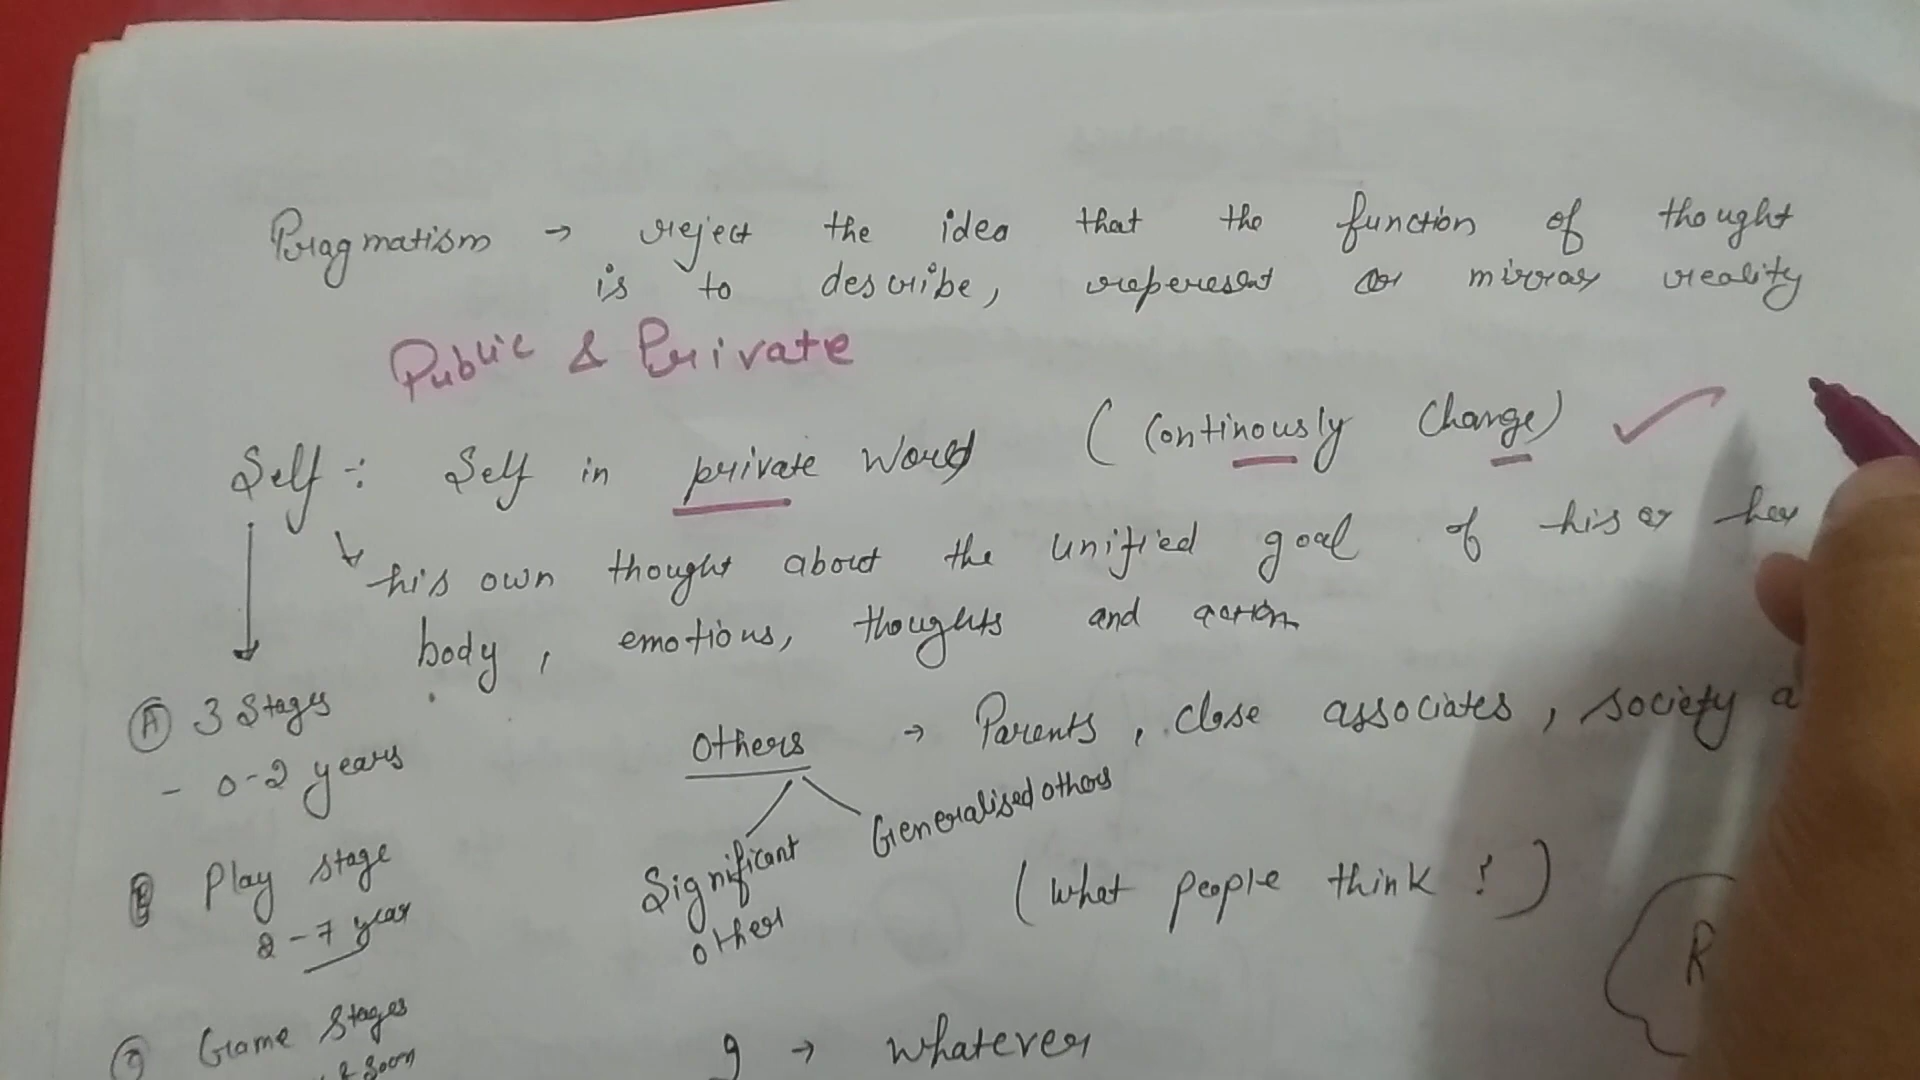 Pragmatism → reject the idea that the function of thought
is to describe, reperesent or mirror reality
Public & Private
Self :- Self in private World (Continously Change) ✓
his own thought about the unified goal of his or her
body, emotions, thoughts and action
(A) 3 Stages
- 0-2 years
Others → Parents, close associates, society a
Significant others
Generalised others
(what people think ?)
Play stage
2-7 year
R
Game Stages
& Soon
→ Whatever